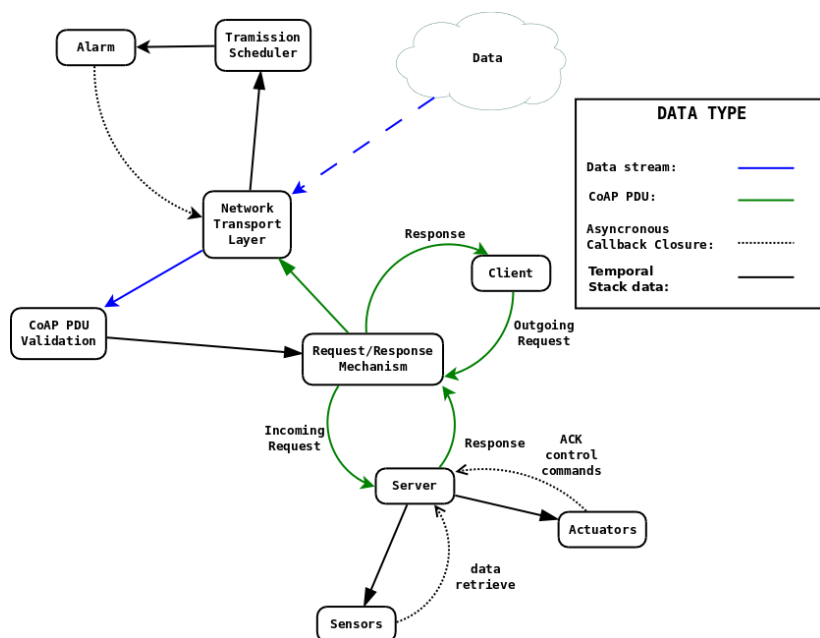 Alarm
Tramission
Scheduler
Data
DATA TYPE
Data stream:
CoAP PDU:
Asyncronous
Callback Closure:
Temporal
Stack data:
Network
Transport
Layer
Response
Client
CoAP PDU
Validation
Request/Response
Mechanism
Outgoing
Request
Incoming
Request
Response
ACK
control
commands
Server
Actuators
data
retrieve
Sensors